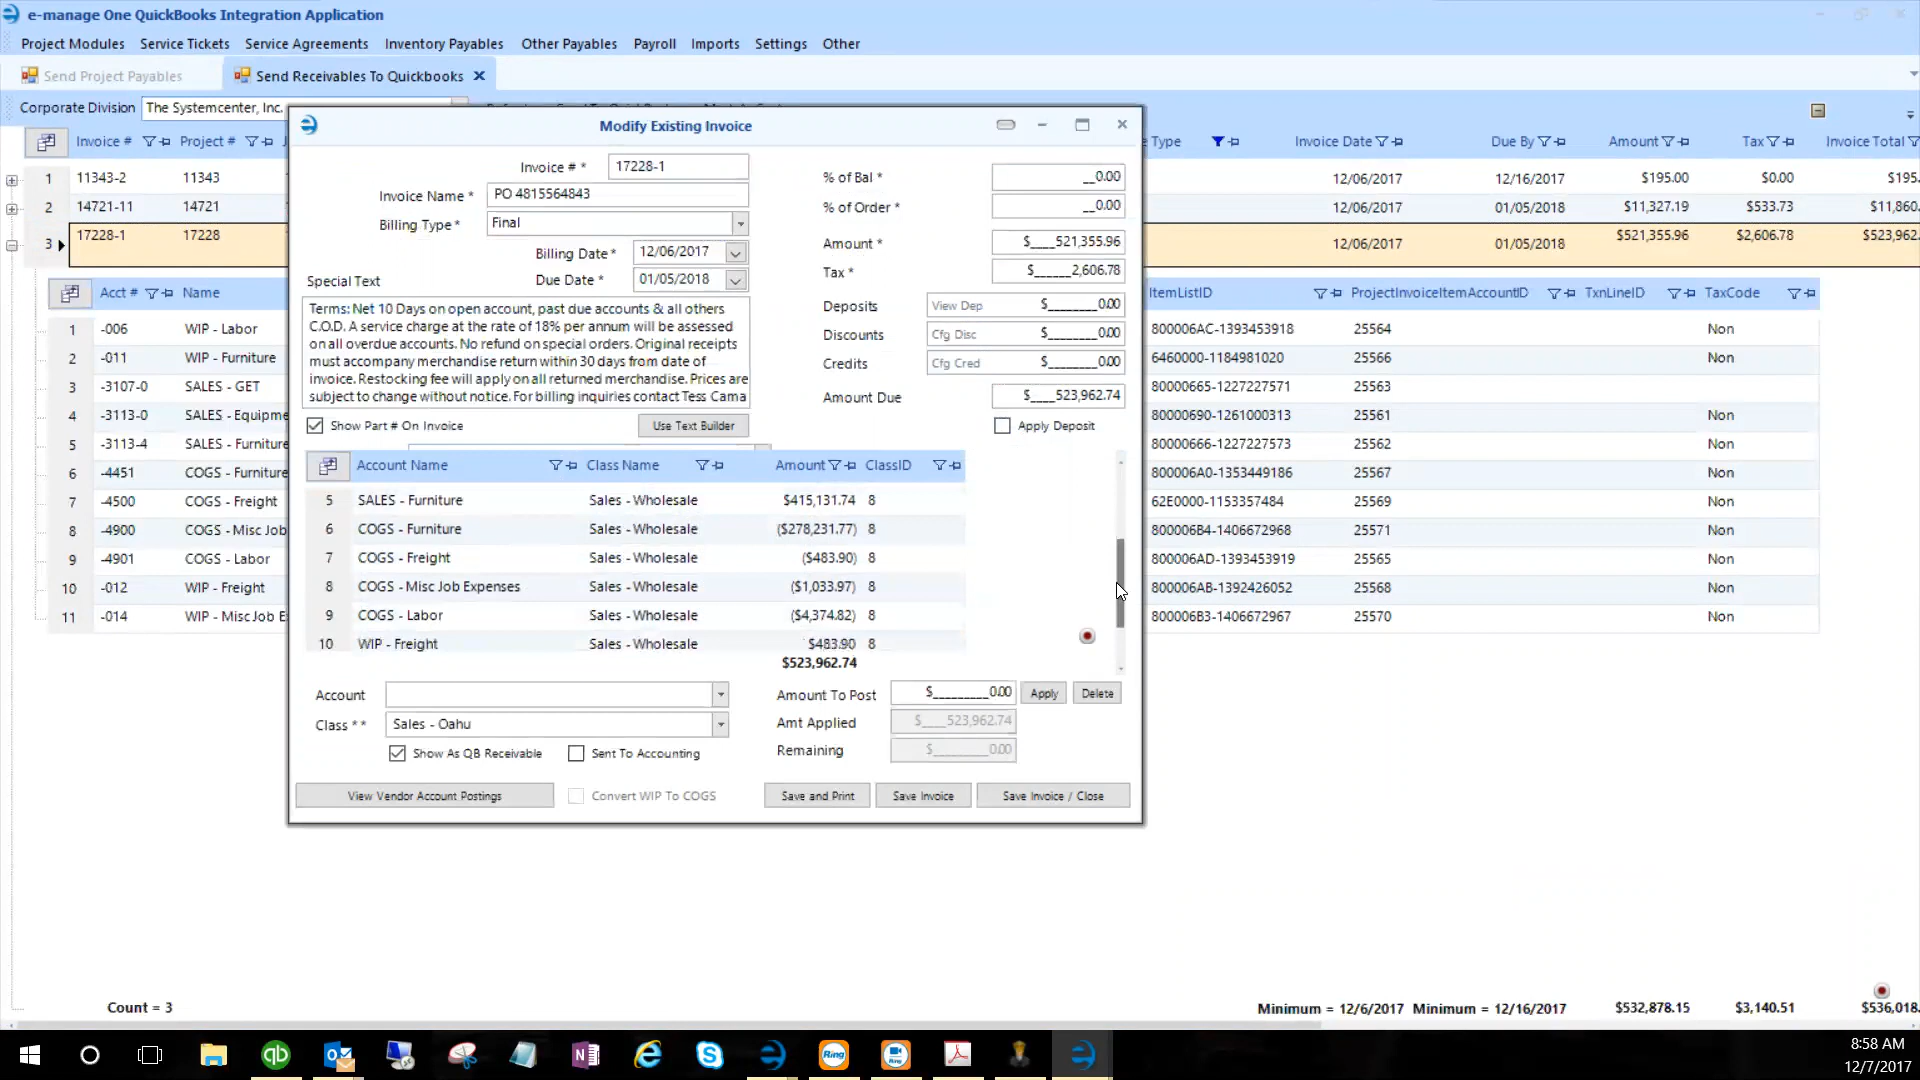 e-manage One QuickBooks Integration Application
Project Modules Service Tickets Service Agreements Inventory Payables Other Payables Payroll Imports Settings Other
Send Project Payables Send Receivables To Quickbooks
Corporate Division The Systemcenter, Inc.
Invoice # Project # Type Invoice Date Due By Amount Tax Invoice Total
1 11343-2 11343 12/06/2017 12/16/2017 $195.00 $0.00 $195.
2 14721-11 14721 12/06/2017 01/05/2018 $11,327.19 $533.73 $11,860.
3 17228-1 17228 12/06/2017 01/05/2018 $521,355.96 $2,606.78 $523,962.
Acct # Name ItemListID ProjectInvoiceItemAccountID TxnLineID TaxCode
1 -006 WIP - Labor 800006AC-1393453918 25564 Non
2 -011 WIP - Furniture 6460000-1184981020 25566 Non
3 -3107-0 SALES - GET 80000665-1227227571 25563
4 -3113-0 SALES - Equipme 80000690-1261000313 25561 Non
5 -3113-4 SALES - Furniture 80000666-1227227573 25562 Non
6 -4451 COGS - Furniture 800006A0-1353449186 25567 Non
7 -4500 COGS - Freight 62E0000-1153357484 25569 Non
8 -4900 COGS - Misc Job 800006B4-1406672968 25571 Non
9 -4901 COGS - Labor 800006AD-1393453919 25565 Non
10 -012 WIP - Freight 800006AB-1392426052 25568 Non
11 -014 WIP - Misc Job E 800006B3-1406672967 25570 Non
Modify Existing Invoice
Invoice # * 17228-1
Invoice Name * PO 4815564843
Billing Type * Final
Billing Date * 12/06/2017
Special Text Due Date * 01/05/2018
Terms: Net 10 Days on open account, past due accounts & all others
C.O.D. A service charge at the rate of 18% per annum will be assessed
on all overdue accounts. No refund on special orders. Original receipts
must accompany merchandise return within 30 days from date of
invoice. Restocking fee will apply on all returned merchandise. Prices are
subject to change without notice. For billing inquiries contact Tess Cama
Show Part # On Invoice Use Text Builder
% of Bal * __0.00
% of Order * __0.00
Amount * $____521,355.96
Tax * $______2,606.78
Deposits View Dep $________0.00
Discounts Cfg Disc $________0.00
Credits Cfg Cred $________0.00
Amount Due $____523,962.74
Apply Deposit
Account Name Class Name Amount ClassID
5 SALES - Furniture Sales - Wholesale $415,131.74 8
6 COGS - Furniture Sales - Wholesale ($278,231.77) 8
7 COGS - Freight Sales - Wholesale ($483.90) 8
8 COGS - Misc Job Expenses Sales - Wholesale ($1,033.97) 8
9 COGS - Labor Sales - Wholesale ($4,374.82) 8
10 WIP - Freight Sales - Wholesale $483.90 8
$523,962.74
Account Amount To Post $_________0.00 Apply Delete
Class * * Sales - Oahu Amt Applied $____523,962.74
Show As QB Receivable Sent To Accounting Remaining $________0.00
View Vendor Account Postings Convert WIP To COGS Save and Print Save Invoice Save Invoice / Close
Count = 3 Minimum = 12/6/2017 Minimum = 12/16/2017 $532,878.15 $3,140.51 $536,018.
Ring Ring
8:58 AM
12/7/2017